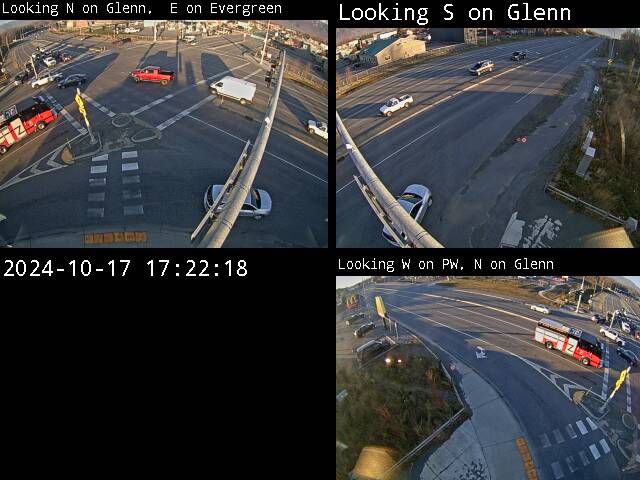 Looking N on Glenn,  E on Evergreen
Looking S on Glenn
2024-10-17 17:22:18
Looking W on PW, N on Glenn